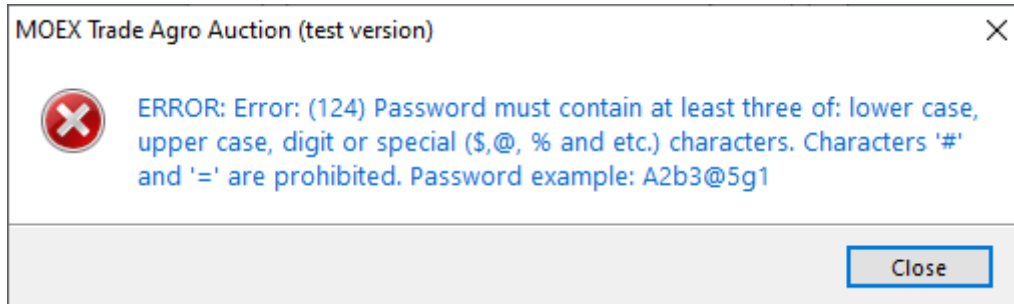 MOEX Trade Agro Auction (test version)
ERROR: Error: (124) Password must contain at least three of: lower case,
upper case, digit or special ($,@, % and etc.) characters. Characters '#'
and '=' are prohibited. Password example: A2b3@5g1
Close